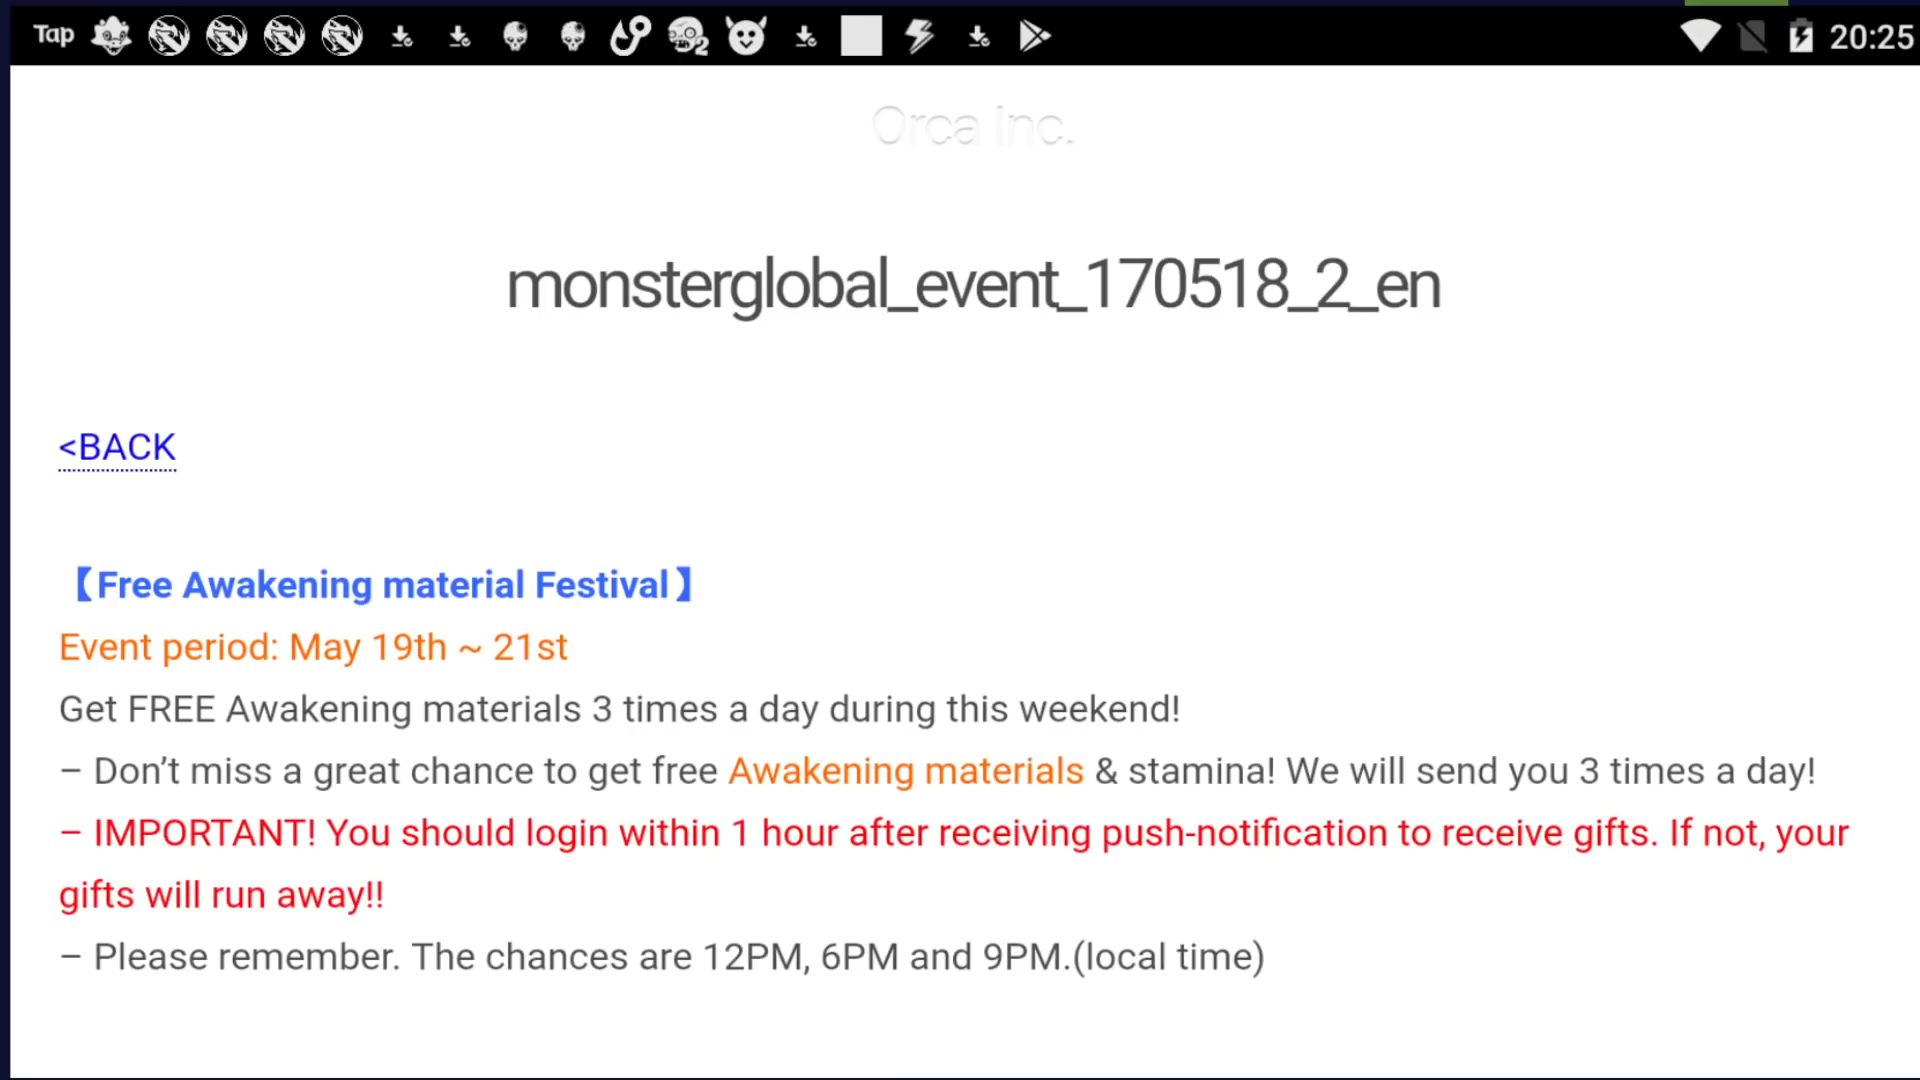 Tap 2 20:25
Orca Inc.
monsterglobal_event_170518_2_en
<BACK
【Free Awakening material Festival】
Event period: May 19th ~ 21st
Get FREE Awakening materials 3 times a day during this weekend!
– Don’t miss a great chance to get free Awakening materials & stamina! We will send you 3 times a day!
– IMPORTANT! You should login within 1 hour after receiving push-notification to receive gifts. If not, your
gifts will run away!!
– Please remember. The chances are 12PM, 6PM and 9PM.(local time)